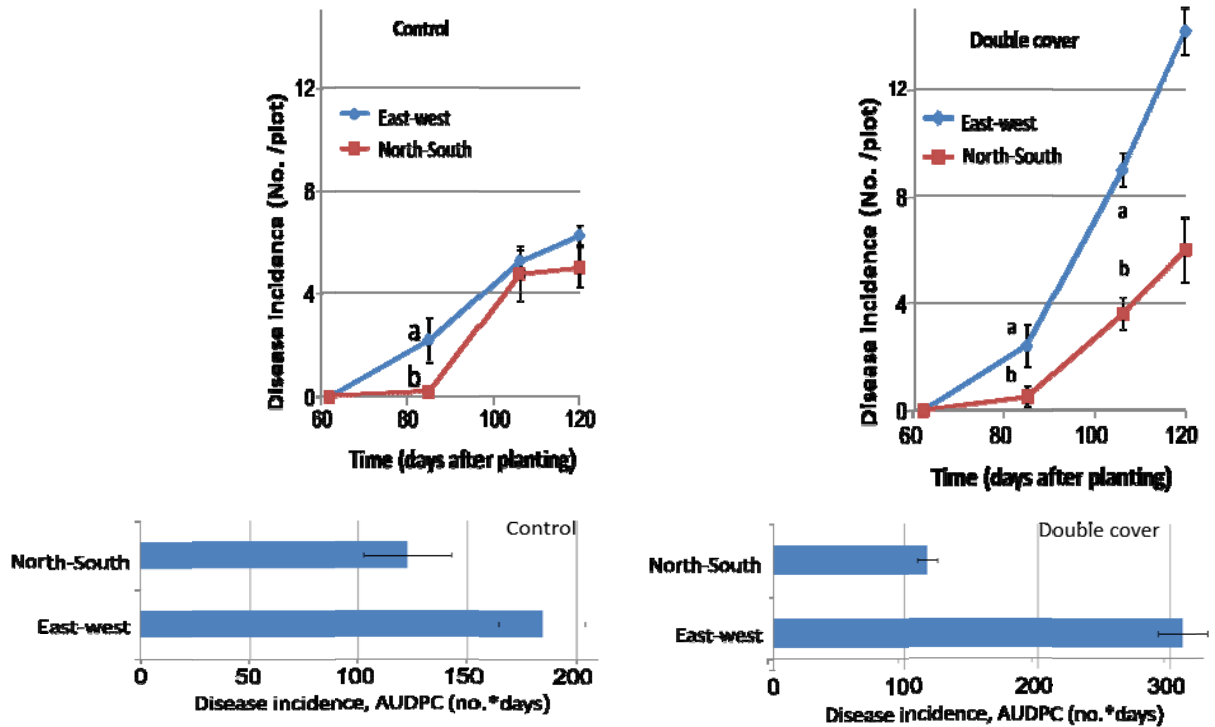 Control
Disease incidence (No. /plot)
12
8
4
0
East-west
North-South
a
b
60
80
100
120
Time (days after planting)
Double cover
Disease incidence (No. /plot)
12
8
4
0
East-west
North-South
a
b
a
b
60
80
100
120
Time (days after planting)
Control
North-South
East-west
0
50
100
150
200
Disease incidence, AUDPC (no.*days)
Double cover
North-South
East-west
0
100
200
300
Disease incidence, AUDPC (no.*days)